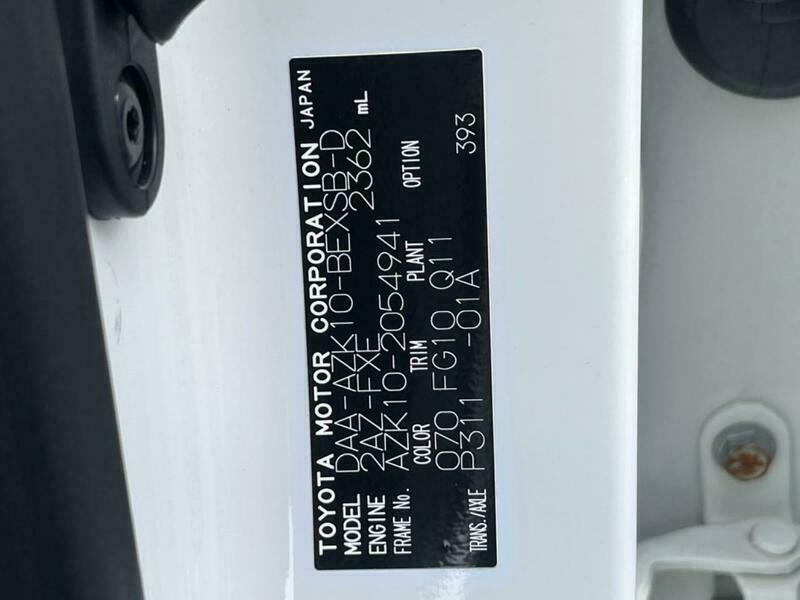 TOYOTA MOTOR CORPORATION JAPAN
MODEL DAA-AZK10-BEXSB-D
ENGINE 2AZ-FXE 2362 mL
FRAME No. AZK10-2054941
COLOR TRIM PLANT OPTION
070 FG10 Q11
TRANS./AXLE P311 -01A 393